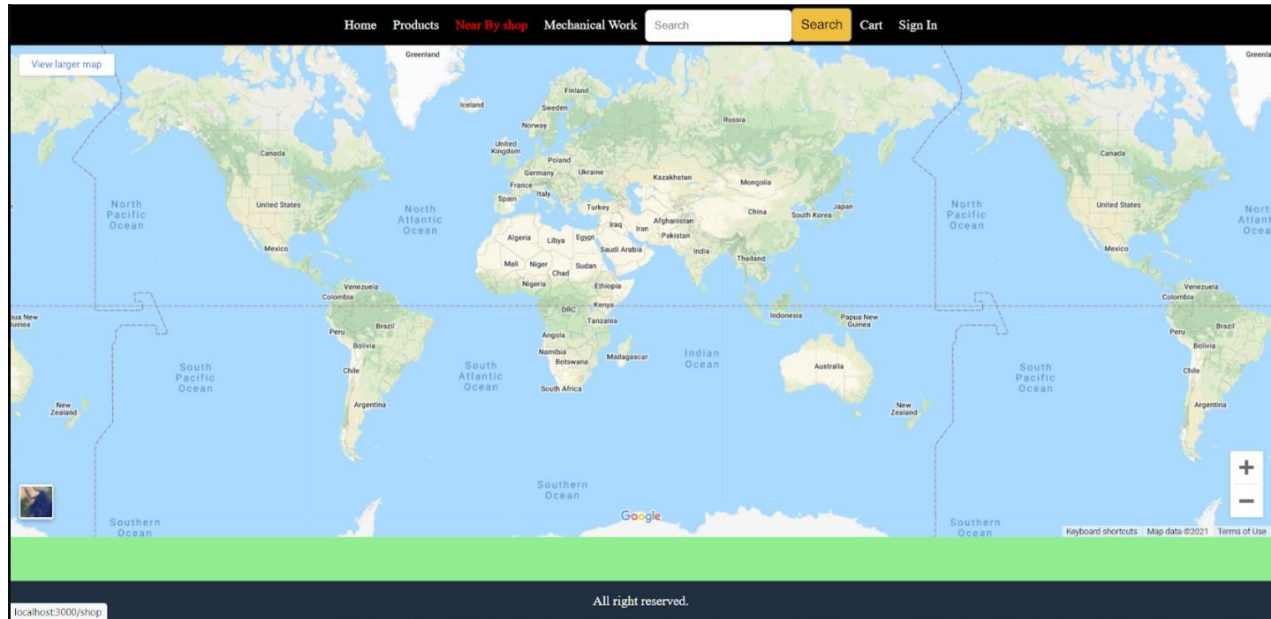 Home Products Near By shop Mechanical Work Search Search Cart Sign In
View larger map
Greenland
Greenla
Iceland
Finland
Sweden
Norway
Russia
United
Kingdom
Poland
Germany
Ukraine
France
Italy
Spain
Turkey
Kazakhstan
Mongolia
China
South Korea
Japan
Canada
Canada
United States
United States
North
Pacific
Ocean
North
Atlantic
Ocean
North
Pacific
Ocean
Nort
Atlant
Ocea
Iraq
Iran
Afghanistan
Pakistan
Algeria
Libya
Egypt
Saudi Arabia
India
Thailand
Mexico
Mexico
Mali
Niger
Chad
Sudan
Nigeria
Ethiopia
Venezuela
Colombia
Venezuela
Colombia
DRC
Kenya
Tanzania
Indonesia
Papua New
Guinea
pua New
uinea
Peru
Brazil
Peru
Brazil
Bolivia
Bolivia
Angola
Namibia
Botswana
Madagascar
Indian
Ocean
Australia
South
Pacific
Ocean
Chile
South
Atlantic
Ocean
South Africa
South
Pacific
Ocean
Chile
New
Zealand
Argentina
New
Zealand
Argentina
Southern
Ocean
Google
Southern
Ocean
Southern
Ocean
+
−
Keyboard shortcuts Map data ©2021 Terms of Use
All right reserved.
localhost:3000/shop